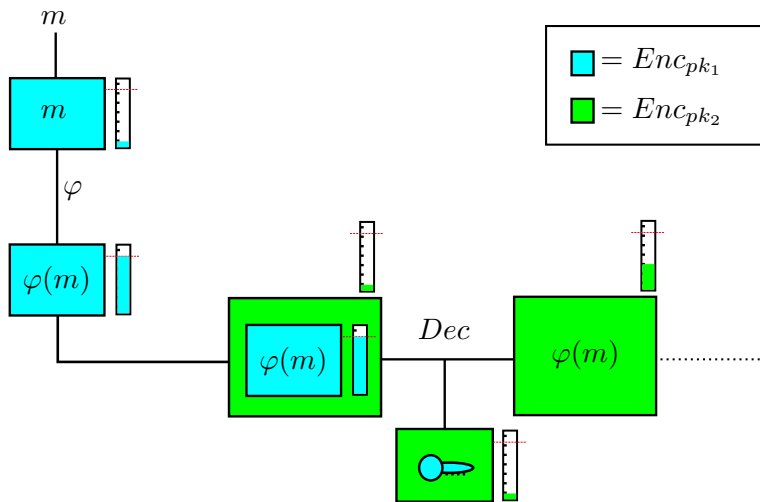 m
= Enc_{pk_1}
m
= Enc_{pk_2}
φ
φ(m)
φ(m)
Dec
φ(m)